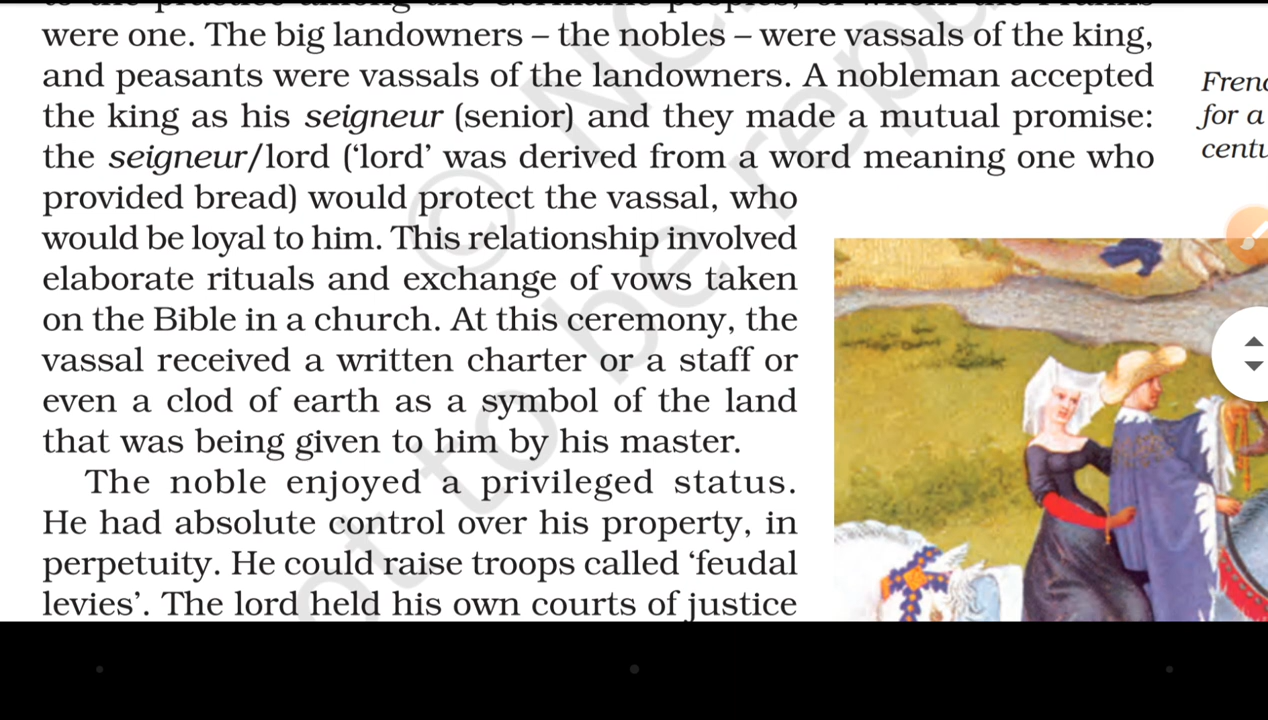 were one. The big landowners – the nobles – were vassals of the king,
and peasants were vassals of the landowners. A nobleman accepted
the king as his seigneur (senior) and they made a mutual promise:
the seigneur/lord (‘lord’ was derived from a word meaning one who
provided bread) would protect the vassal, who
would be loyal to him. This relationship involved
elaborate rituals and exchange of vows taken
on the Bible in a church. At this ceremony, the
vassal received a written charter or a staff or
even a clod of earth as a symbol of the land
that was being given to him by his master.
The noble enjoyed a privileged status.
He had absolute control over his property, in
perpetuity. He could raise troops called ‘feudal
levies’. The lord held his own courts of justice
for a